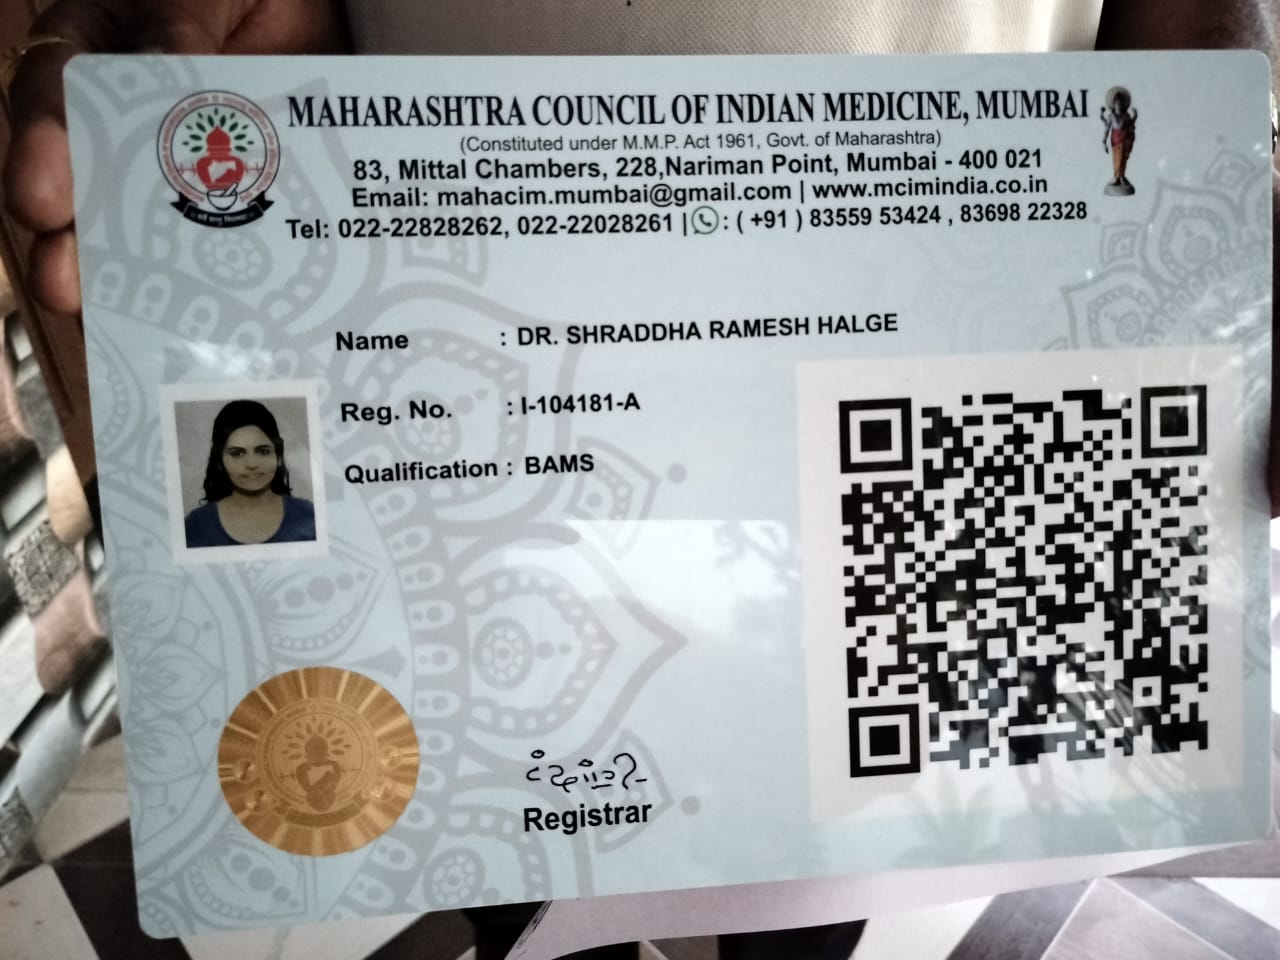 MAHARASHTRA COUNCIL OF INDIAN MEDICINE, MUMBAI
(Constituted under M.M.P. Act 1961, Govt. of Maharashtra)
83, Mittal Chambers, 228,Nariman Point, Mumbai - 400 021
Email: mahacim.mumbai@gmail.com | www.mcimindia.co.in
Tel: 022-22828262, 022-22028261 | : ( +91 ) 83559 53424 , 83698 22328
Name : DR. SHRADDHA RAMESH HALGE
Reg. No. : I-104181-A
Qualification : BAMS
Registrar